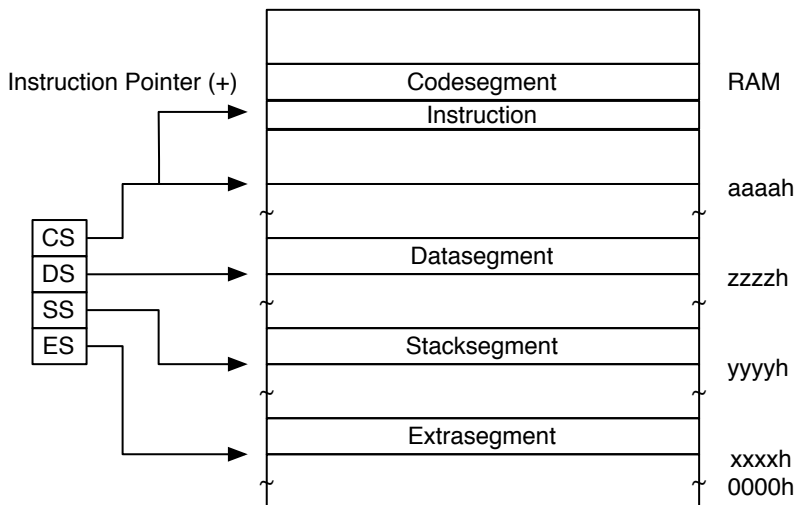 Instruction Pointer (+)
Codesegment
RAM
Instruction
aaaah
~ ~
CS
DS
SS
ES
Datasegment
zzzzh
~ ~
Stacksegment
yyyyh
~ ~
Extrasegment
xxxxh
~ ~
0000h